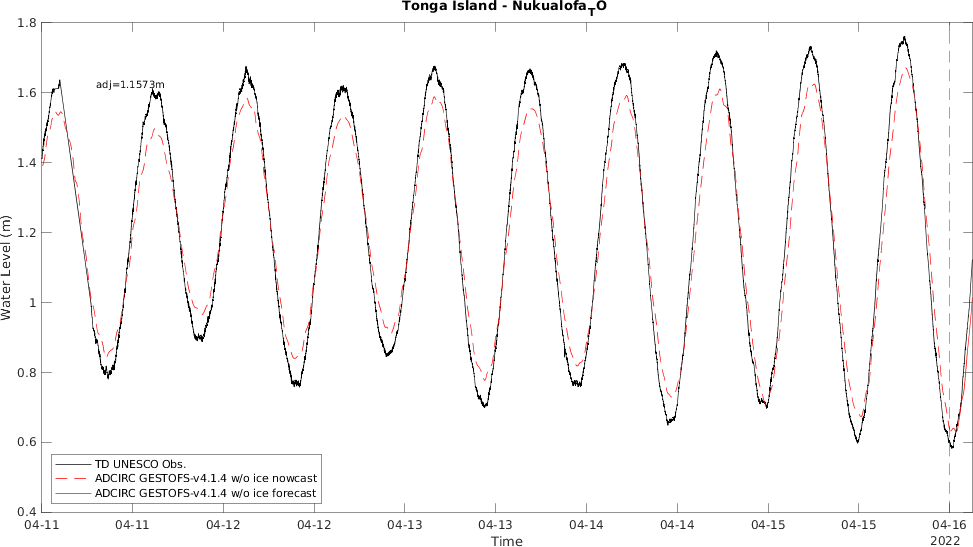 Tonga Island - NukualofaTO
1.8
1.6
1.4
1.2
1
0.8
0.6
0.4
Water Level (m)
adj=1.1573m
TD UNESCO Obs.
ADCIRC GESTOFS-v4.1.4 w/o ice nowcast
ADCIRC GESTOFS-v4.1.4 w/o ice forecast
04-11 04-11 04-12 04-12 04-13 04-13 04-14 04-14 04-15 04-15 04-16
Time 2022